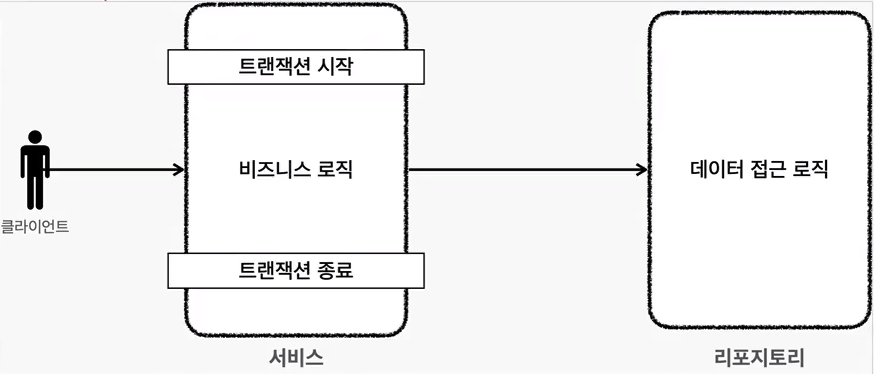 트랜잭션 시작
비즈니스 로직
데이터 접근 로직
클라이언트
트랜잭션 종료
서비스
리포지토리